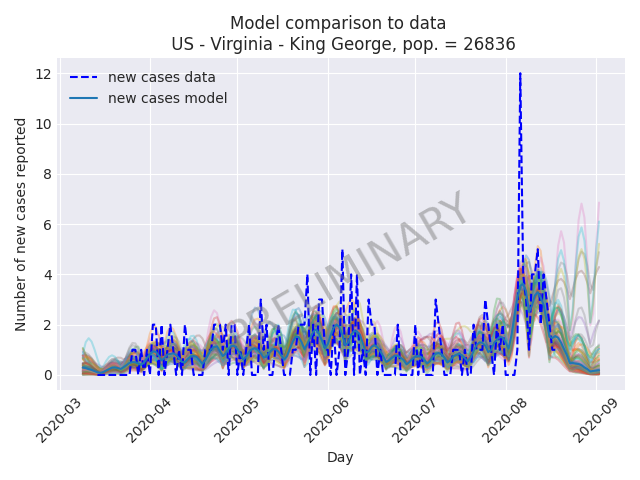 Model comparison to data
US - Virginia - King George, pop. = 26836
new cases data
new cases model
PRELIMINARY
Number of new cases reported
12
10
8
6
4
2
0
2020-03
2020-04
2020-05
2020-06
2020-07
2020-08
2020-09
Day